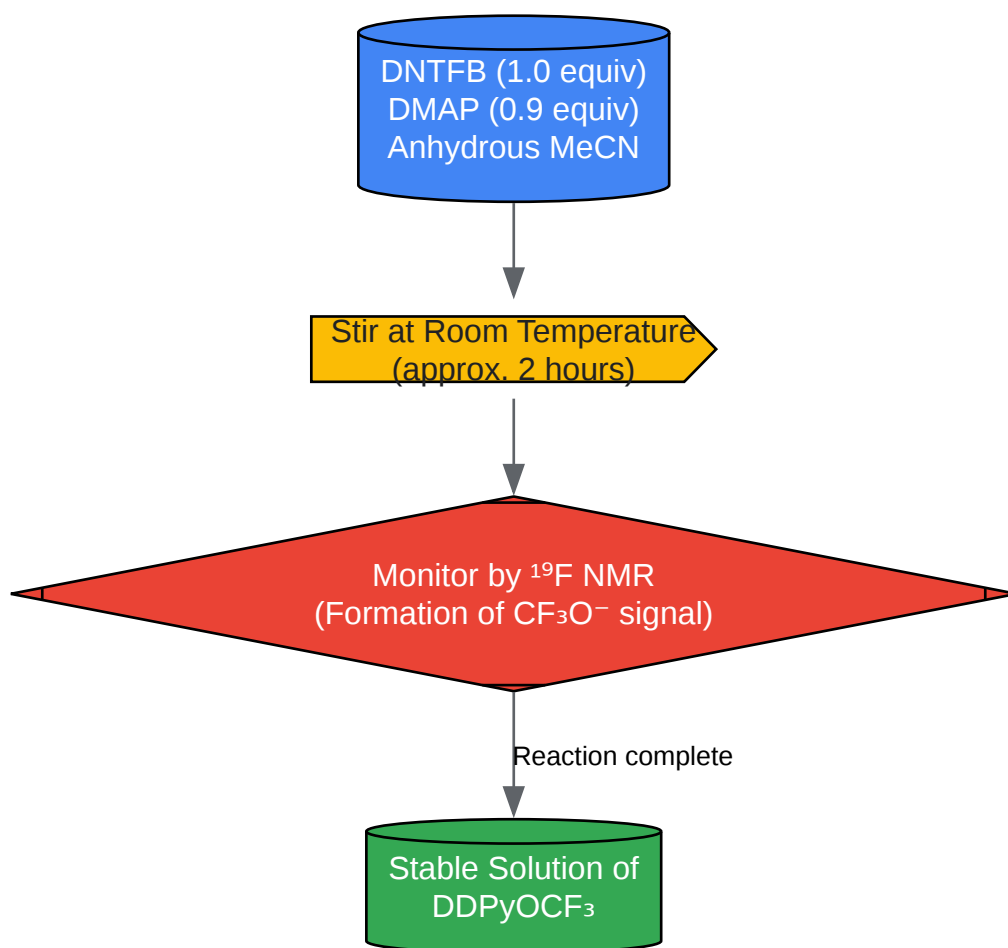 DNTFB (1.0 equiv)
DMAP (0.9 equiv)
Anhydrous MeCN
Stir at Room Temperature
(approx. 2 hours)
Monitor by ¹⁹F NMR
(Formation of CF₃O⁻ signal)
Reaction complete
Stable Solution of
DDPyOCF₃